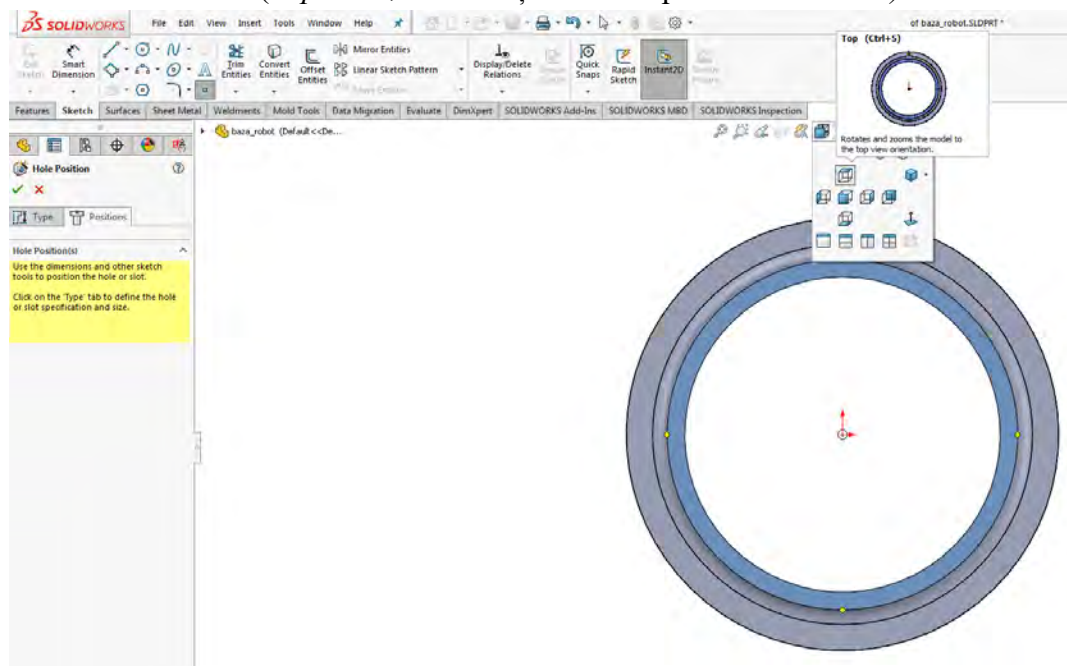 SOLIDWORKS File Edit View Insert Tools Window Help of baza_robot.SLDPRT *
Top (Ctrl+5)
Rotates and zooms the model to
the top view orientation.
Smart
Dimension
Trim
Entities
Convert
Entities
Offset
Entities
Mirror Entities
Linear Sketch Pattern
Display/Delete
Relations
Quick
Snaps
Rapid
Sketch
Instant2D
Features Sketch Surfaces Sheet Metal Weldments Mold Tools Data Migration Evaluate DimXpert SOLIDWORKS Add-Ins SOLIDWORKS MBD SOLIDWORKS Inspection
baza_robot (Default<<De...
Hole Position
Type Positions
Hole Position(s)
Use the dimensions and other sketch
tools to position the hole or slot.
Click on the 'Type' tab to define the hole
or slot specification and size.